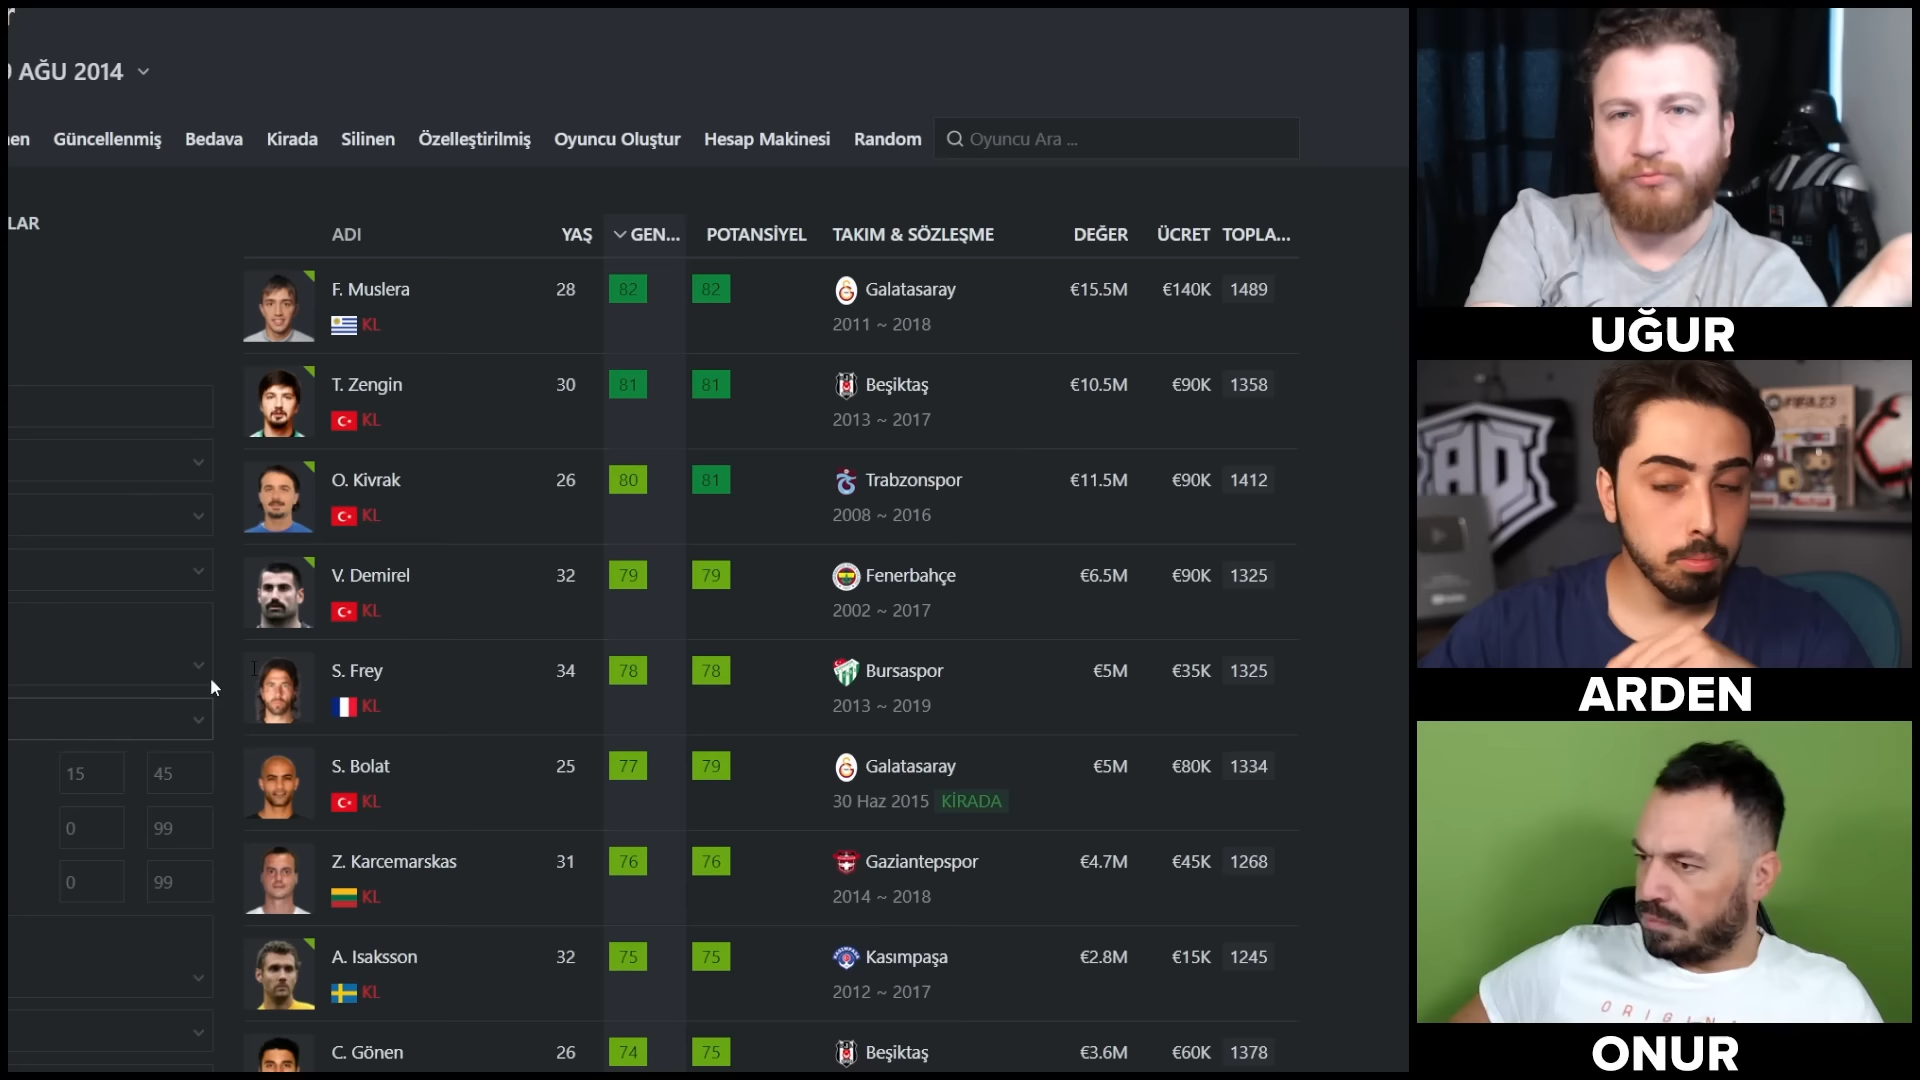 AĞU 2014
nen Güncellenmiş Bedava Kirada Silinen Özelleştirilmiş Oyuncu Oluştur Hesap Makinesi Random Oyuncu Ara ...
LAR
ADI YAŞ GEN... POTANSİYEL TAKIM & SÖZLEŞME DEĞER ÜCRET TOPLA...
F. Muslera 28 82 82 Galatasaray €15.5M €140K 1489
KL 2011 ~ 2018
T. Zengin 30 81 81 Beşiktaş €10.5M €90K 1358
KL 2013 ~ 2017
O. Kivrak 26 80 81 Trabzonspor €11.5M €90K 1412
KL 2008 ~ 2016
V. Demirel 32 79 79 Fenerbahçe €6.5M €90K 1325
KL 2002 ~ 2017
S. Frey 34 78 78 Bursaspor €5M €35K 1325
KL 2013 ~ 2019
S. Bolat 25 77 79 Galatasaray €5M €80K 1334
KL 30 Haz 2015 KİRADA
Z. Karcemarskas 31 76 76 Gaziantepspor €4.7M €45K 1268
KL 2014 ~ 2018
A. Isaksson 32 75 75 Kasımpaşa €2.8M €15K 1245
KL 2012 ~ 2017
C. Gönen 26 74 75 Beşiktaş €3.6M €60K 1378
15 45
0 99
0 99
UĞUR
FIFA 23
ARDEN
ORIGIN
ONUR